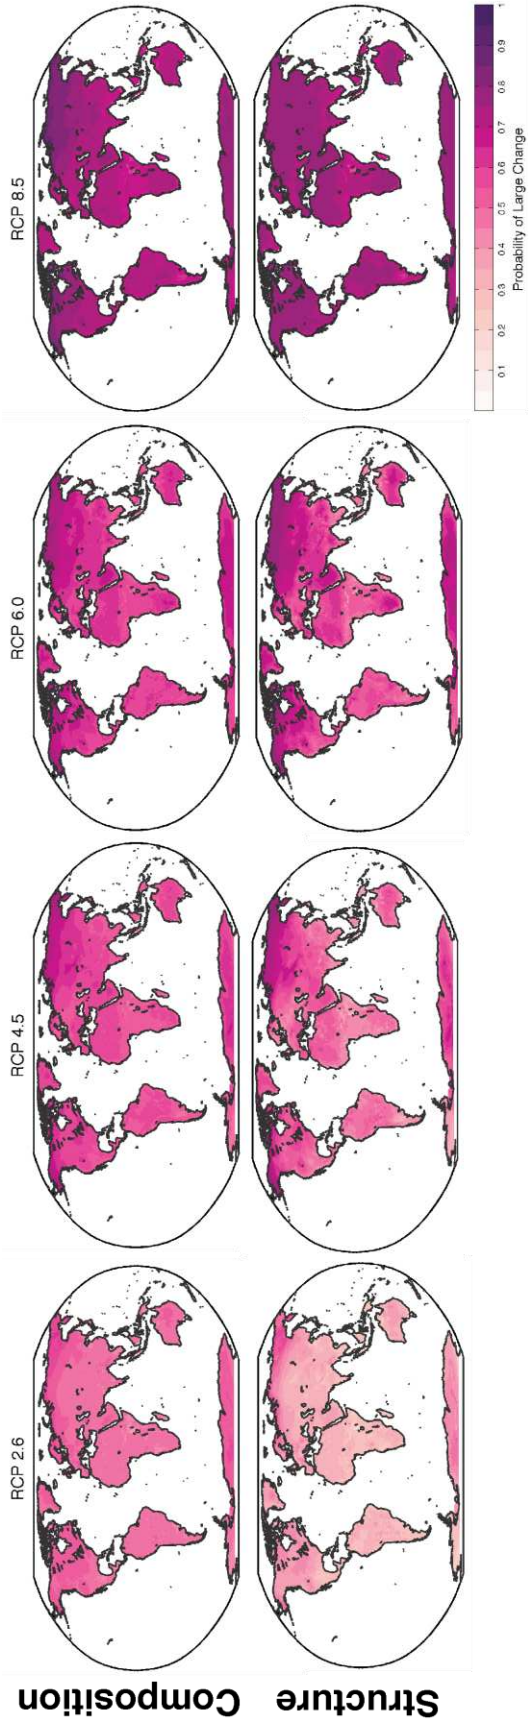 RCP 2.6
RCP 4.5
RCP 6.0
RCP 8.5
Composition
Structure
0.1
0.2
0.3
0.4
0.5
0.6
0.7
0.8
0.9
1
Probability of Large Change